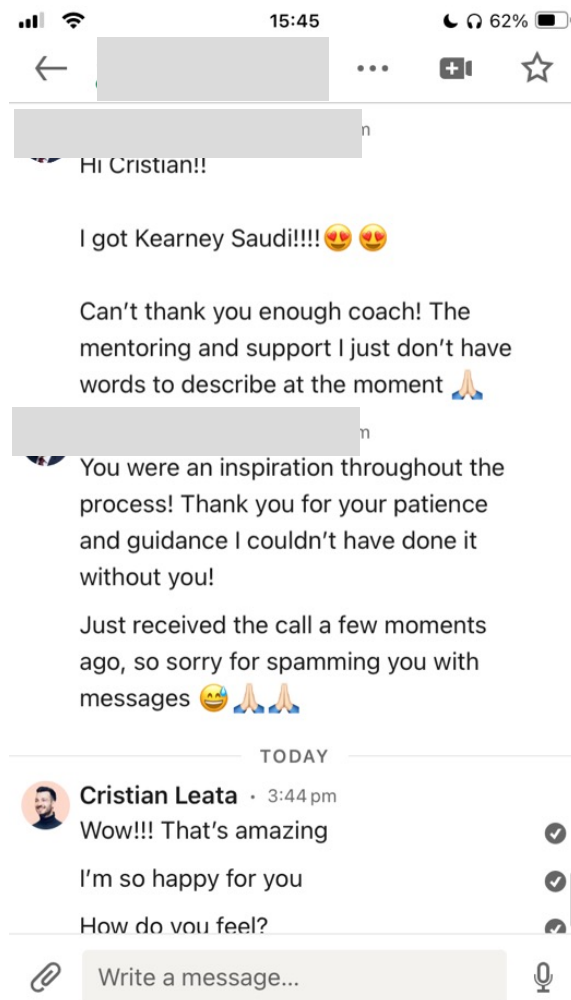 15:45
62%
m
Hi Cristian!!
I got Kearney Saudi!!!!😍 😍
Can't thank you enough coach! The
mentoring and support I just don't have
words to describe at the moment 🙏🏻
m
You were an inspiration throughout the
process! Thank you for your patience
and guidance I couldn't have done it
without you!
Just received the call a few moments
ago, so sorry for spamming you with
messages 😅🙏🏻🙏🏻
TODAY
Cristian Leata · 3:44 pm
Wow!!! That's amazing
I'm so happy for you
How do you feel?
Write a message...